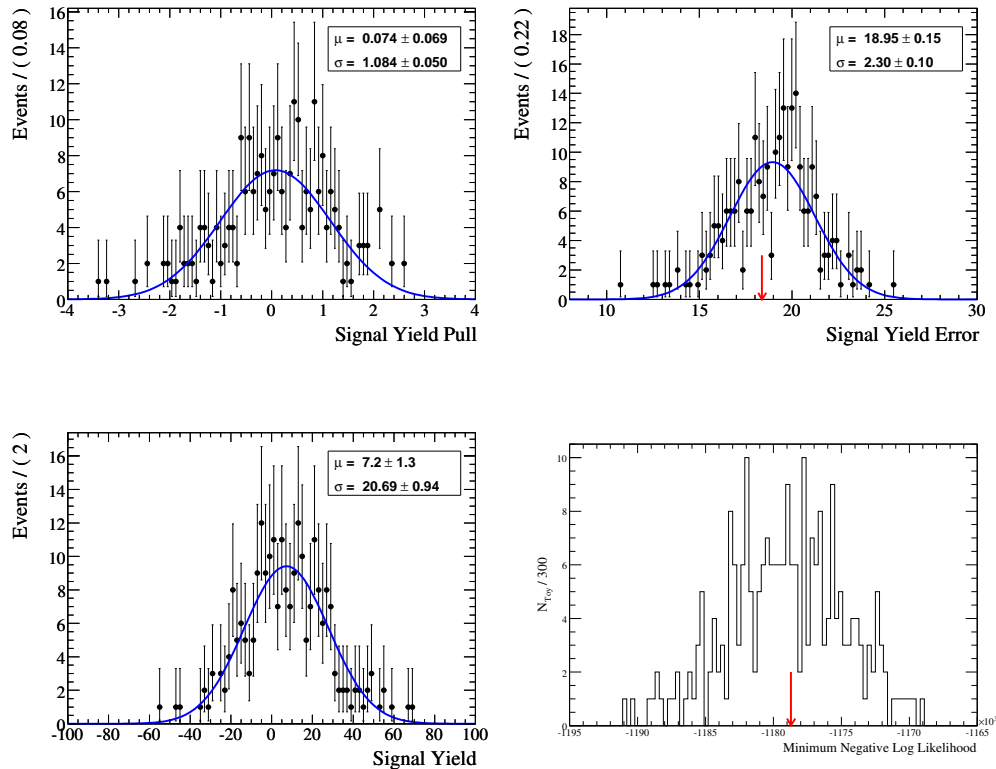 Events / ( 0.08 )
16
14
12
10
8
6
4
2
0
μ = 0.074 ± 0.069
σ = 1.084 ± 0.050
-4 -3 -2 -1 0 1 2 3 4
Signal Yield Pull
Events / ( 0.22 )
18
16
14
12
10
8
6
4
2
0
μ = 18.95 ± 0.15
σ = 2.30 ± 0.10
10 15 20 25 30
Signal Yield Error
Events / ( 2 )
16
14
12
10
8
6
4
2
0
μ = 7.2 ± 1.3
σ = 20.69 ± 0.94
-100 -80 -60 -40 -20 0 20 40 60 80 100
Signal Yield
N_Toy / 300
10
8
6
4
2
0
-1195 -1190 -1185 -1180 -1175 -1170 -1165
Minimum Negative Log Likelihood